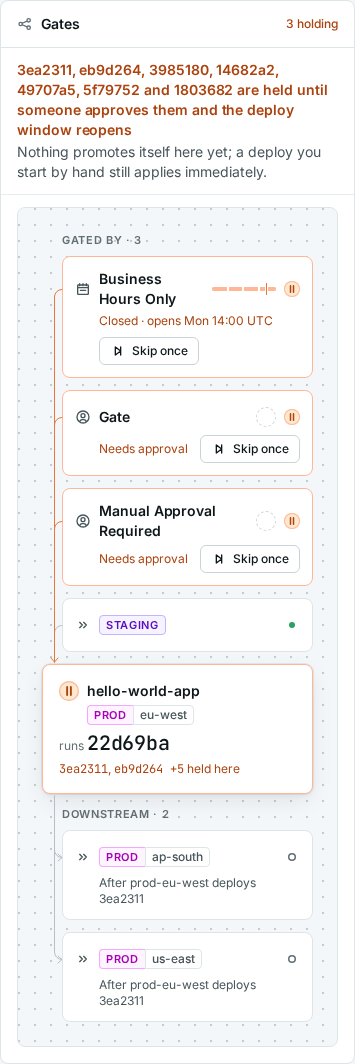 Gates
3 holding
3ea2311, eb9d264, 3985180, 14682a2,
49707a5, 5f79752 and 1803682 are held until
someone approves them and the deploy
window reopens
Nothing promotes itself here yet; a deploy you
start by hand still applies immediately.
GATED BY · 3
Business
Hours Only
Closed · opens Mon 14:00 UTC
Skip once
Gate
Needs approval
Skip once
Manual Approval
Required
Needs approval
Skip once
STAGING
hello-world-app
PROD eu-west
runs 22d69ba
3ea2311, eb9d264 +5 held here
DOWNSTREAM · 2
PROD ap-south
After prod-eu-west deploys
3ea2311
PROD us-east
After prod-eu-west deploys
3ea2311